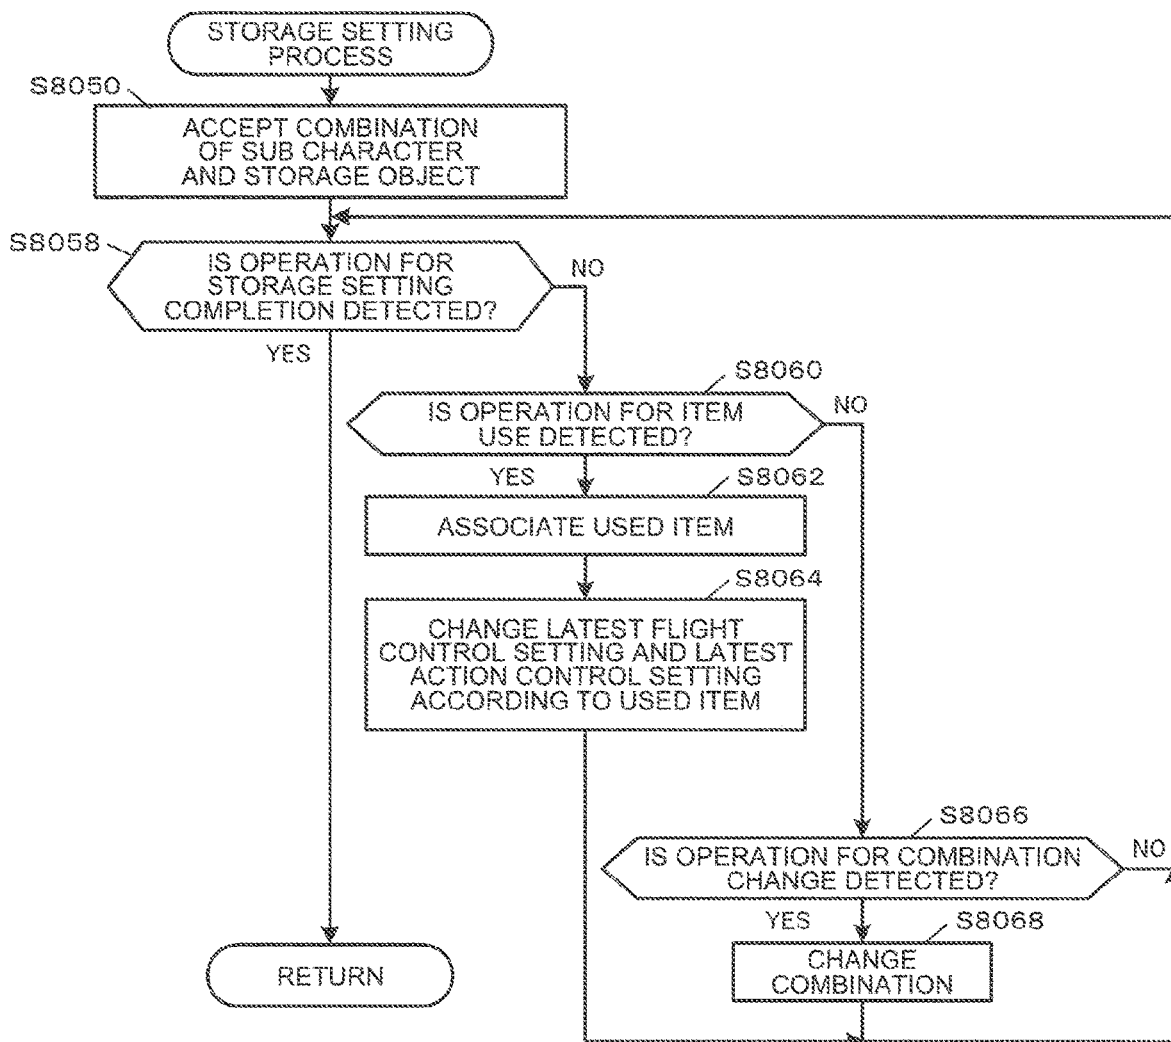 STORAGE SETTING
PROCESS
S8050
ACCEPT COMBINATION
OF SUB CHARACTER
AND STORAGE OBJECT
S8058
IS OPERATION FOR
STORAGE SETTING
COMPLETION DETECTED?
NO
YES
S8060
IS OPERATION FOR ITEM
USE DETECTED?
NO
YES
S8062
ASSOCIATE USED ITEM
S8064
CHANGE LATEST FLIGHT
CONTROL SETTING AND LATEST
ACTION CONTROL SETTING
ACCORDING TO USED ITEM
S8066
IS OPERATION FOR COMBINATION
CHANGE DETECTED?
NO
YES
S8068
CHANGE
COMBINATION
RETURN